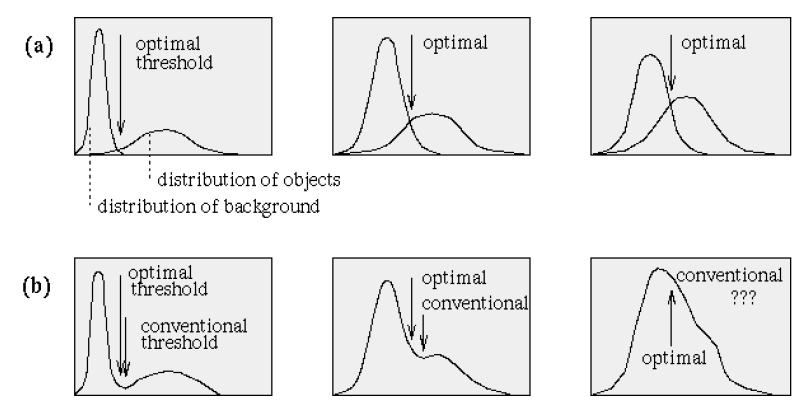 (a)
optimal
threshold
optimal
optimal
distribution of objects
distribution of background
(b)
optimal
threshold
conventional
threshold
optimal
conventional
conventional
???
optimal